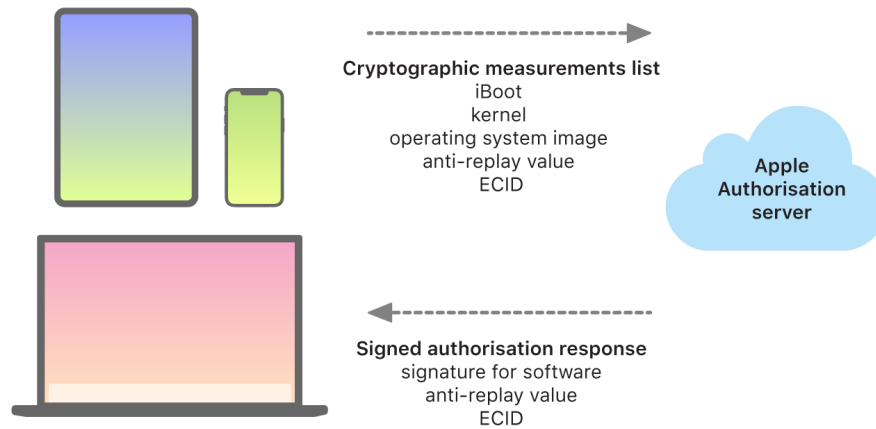 Cryptographic measurements list
iBoot
kernel
operating system image
anti-replay value
ECID
Apple
Authorisation
server
Signed authorisation response
signature for software
anti-replay value
ECID